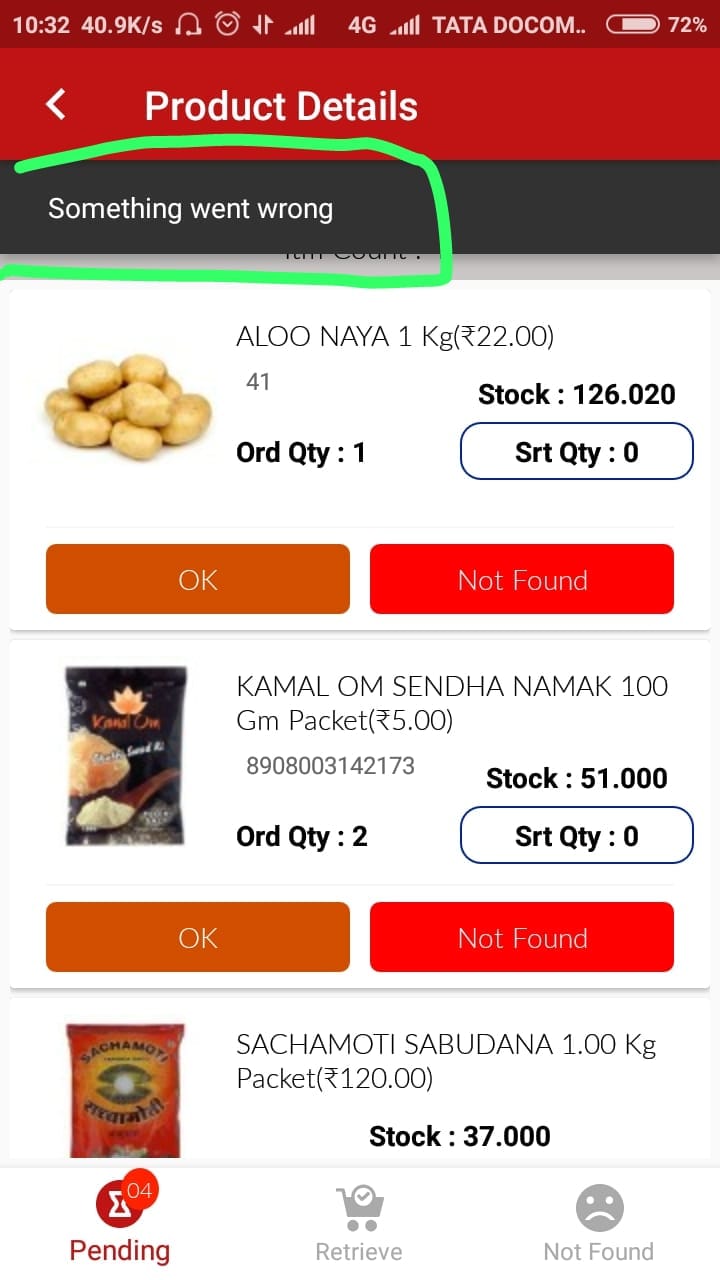 10:32 40.9K/s 4G TATA DOCOM.. 72%
Product Details
Something went wrong
Itm Count :
ALOO NAYA 1 Kg(₹22.00)
41
Stock : 126.020
Ord Qty : 1
Srt Qty : 0
OK
Not Found
KAMAL OM SENDHA NAMAK 100
Gm Packet(₹5.00)
8908003142173
Stock : 51.000
Ord Qty : 2
Srt Qty : 0
Kamal Om
OK
Not Found
SACHAMOTI SABUDANA 1.00 Kg
Packet(₹120.00)
Stock : 37.000
SACHAMOTI
सच्चामोती
04
Pending
Retrieve
Not Found